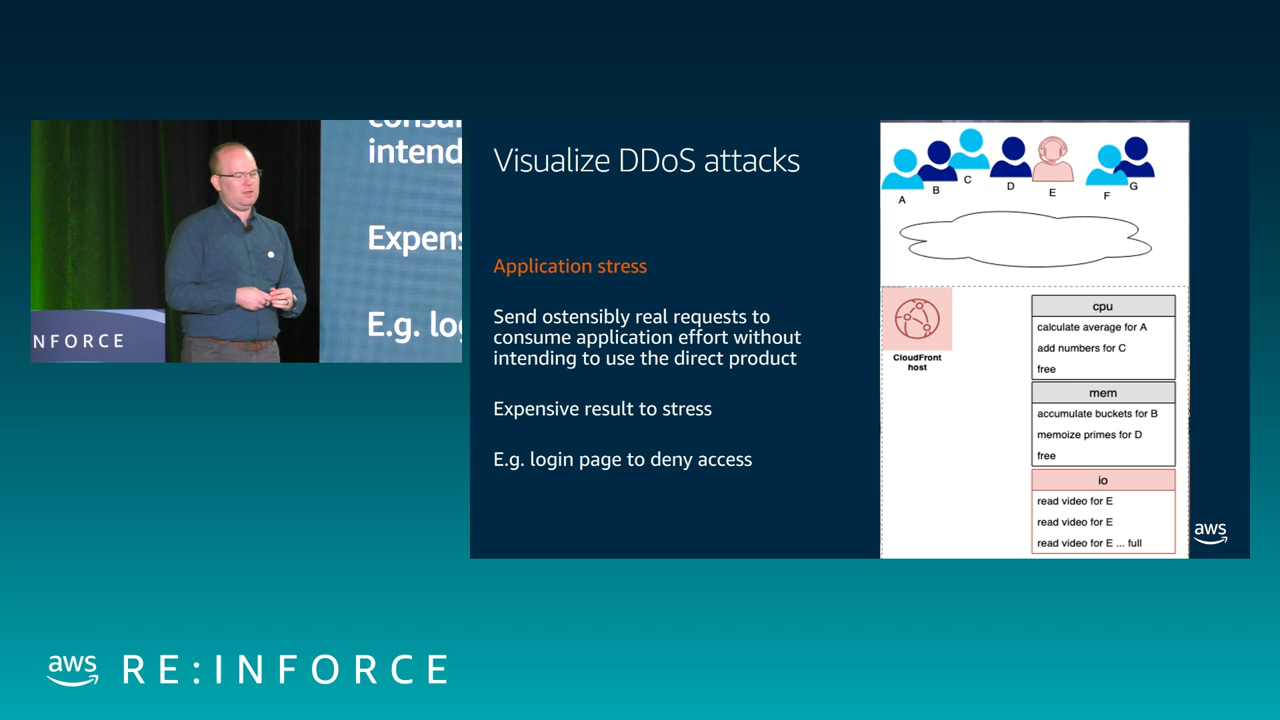 consu
intend
Expens
E.g. log
NFORCE
Visualize DDoS attacks
Application stress
Send ostensibly real requests to
consume application effort without
intending to use the direct product
Expensive result to stress
E.g. login page to deny access
A
B
C
D
E
F
G
CloudFront
host
cpu
calculate average for A
add numbers for C
free
mem
accumulate buckets for B
memoize primes for D
free
io
read video for E
read video for E
read video for E ... full
aws
aws RE:INFORCE